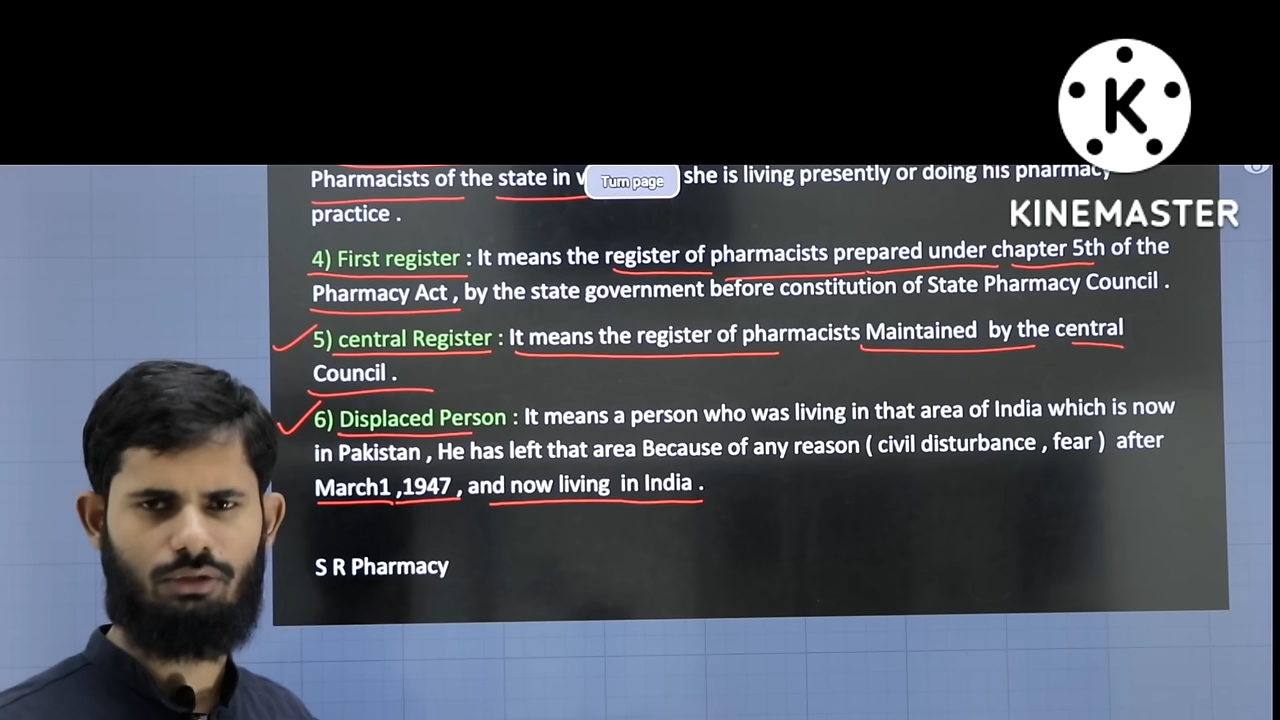 K
KINEMASTER
Pharmacists of the state in she is living presently or doing his pharmacy
Turn page
practice .
4) First register : It means the register of pharmacists prepared under chapter 5th of the
Pharmacy Act , by the state government before constitution of State Pharmacy Council .
5) central Register : It means the register of pharmacists Maintained by the central
Council .
6) Displaced Person : It means a person who was living in that area of India which is now
in Pakistan , He has left that area Because of any reason ( civil disturbance , fear ) after
March1 ,1947 , and now living in India .
S R Pharmacy